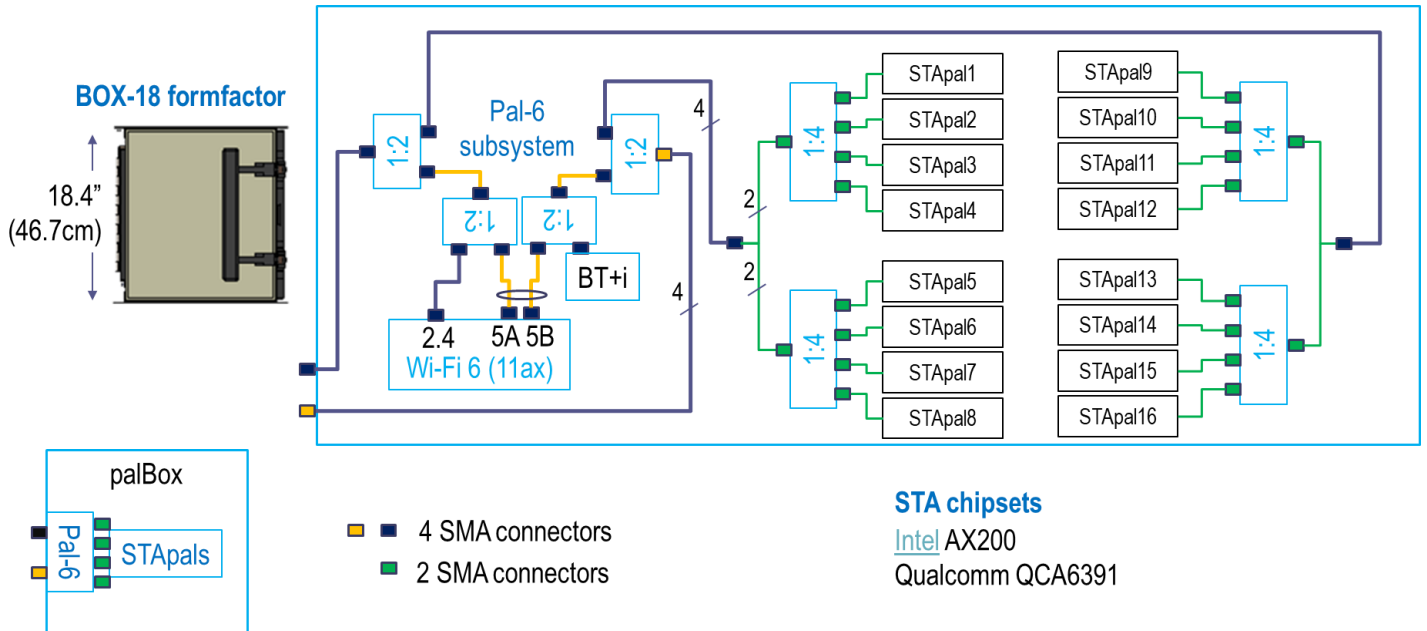 BOX-18 formfactor
18.4”
(46.7cm)
Pal-6
subsystem
1:2
1:2
1:2
1:2
BT+i
2.4
5A 5B
Wi-Fi 6 (11ax)
4
4
2
2
1:4
1:4
STApal1
STApal2
STApal3
STApal4
STApal5
STApal6
STApal7
STApal8
STApal9
STApal10
STApal11
STApal12
STApal13
STApal14
STApal15
STApal16
1:4
1:4
palBox
Pal-6
STApals
4 SMA connectors
2 SMA connectors
STA chipsets
Intel AX200
Qualcomm QCA6391